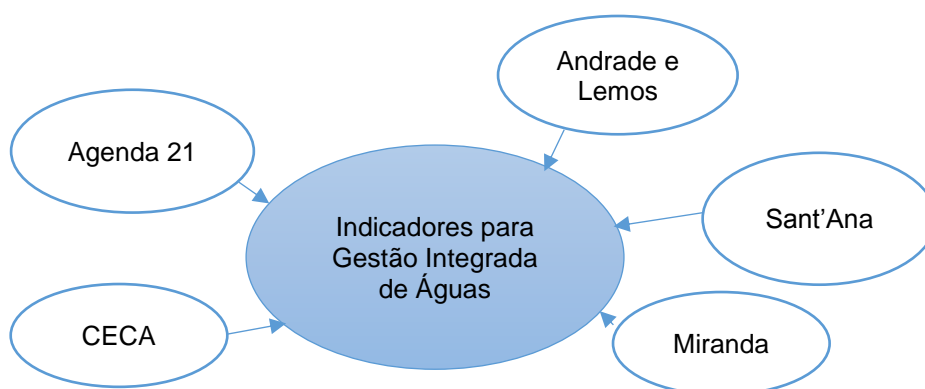 Andrade e
Lemos
Agenda 21
Sant’Ana
Indicadores para
Gestão Integrada
de Águas
CECA
Miranda